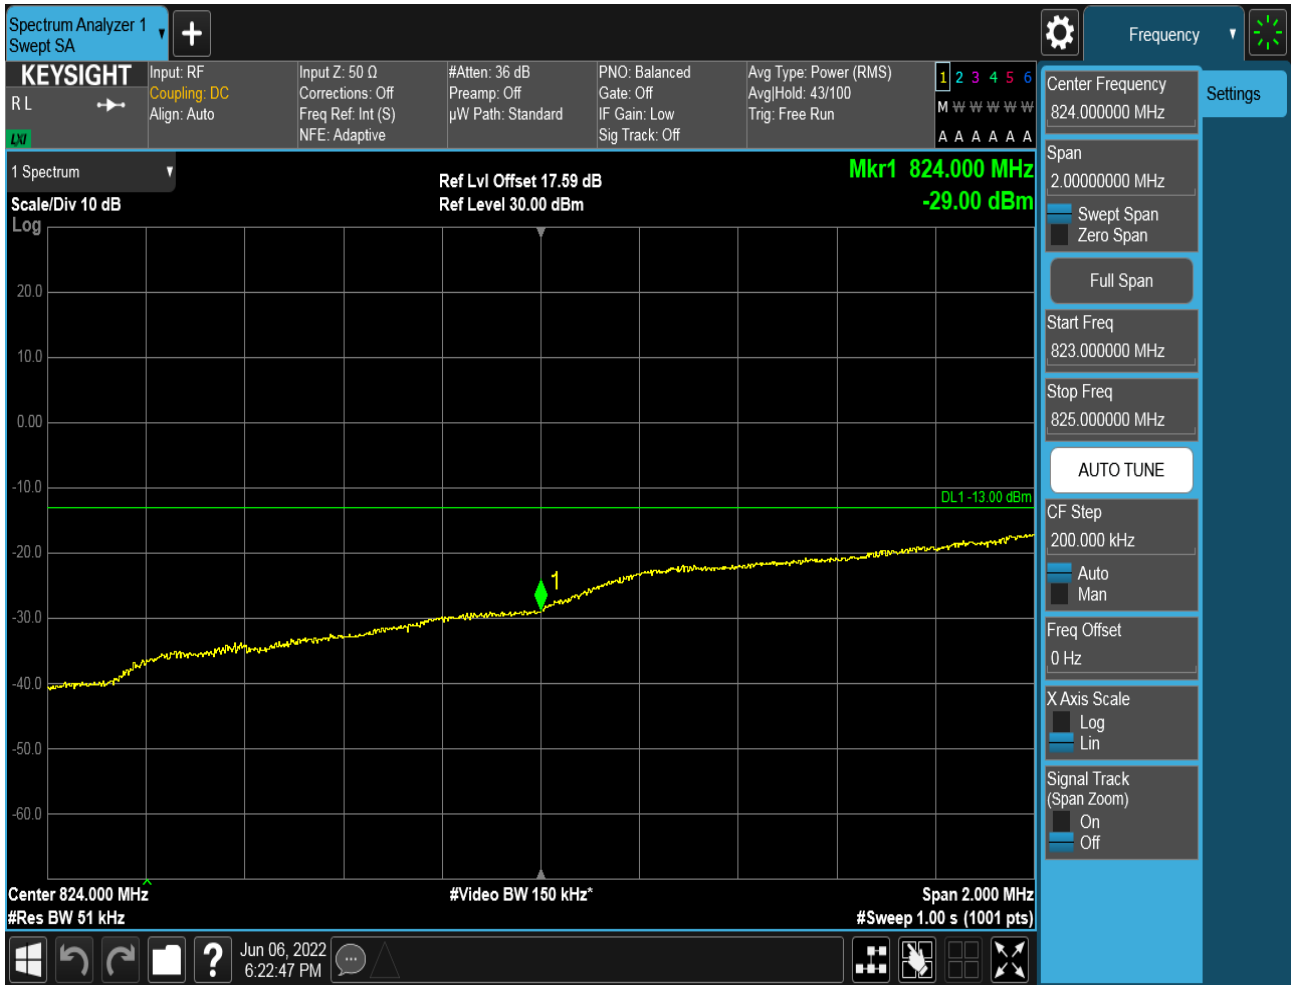 Spectrum Analyzer 1
Swept SA
Frequency
KEYSIGHT
R L
LXI
Input: RF
Coupling: DC
Align: Auto
Input Z: 50 Ω
Corrections: Off
Freq Ref: Int (S)
NFE: Adaptive
#Atten: 36 dB
Preamp: Off
µW Path: Standard
PNO: Balanced
Gate: Off
IF Gain: Low
Sig Track: Off
Avg Type: Power (RMS)
Avg|Hold: 43/100
Trig: Free Run
1 2 3 4 5 6
M W W W W W
A A A A A A
1 Spectrum
Scale/Div 10 dB
Log
Ref Lvl Offset 17.59 dB
Ref Level 30.00 dBm
Mkr1 824.000 MHz
-29.00 dBm
20.0
10.0
0.00
-10.0
-20.0
-30.0
-40.0
-50.0
-60.0
DL1 -13.00 dBm
1
Center 824.000 MHz
#Res BW 51 kHz
#Video BW 150 kHz*
Span 2.000 MHz
#Sweep 1.00 s (1001 pts)
Jun 06, 2022
6:22:47 PM
?
Settings
Center Frequency
824.000000 MHz
Span
2.00000000 MHz
Swept Span
Zero Span
Full Span
Start Freq
823.000000 MHz
Stop Freq
825.000000 MHz
AUTO TUNE
CF Step
200.000 kHz
Auto
Man
Freq Offset
0 Hz
X Axis Scale
Log
Lin
Signal Track
(Span Zoom)
On
Off